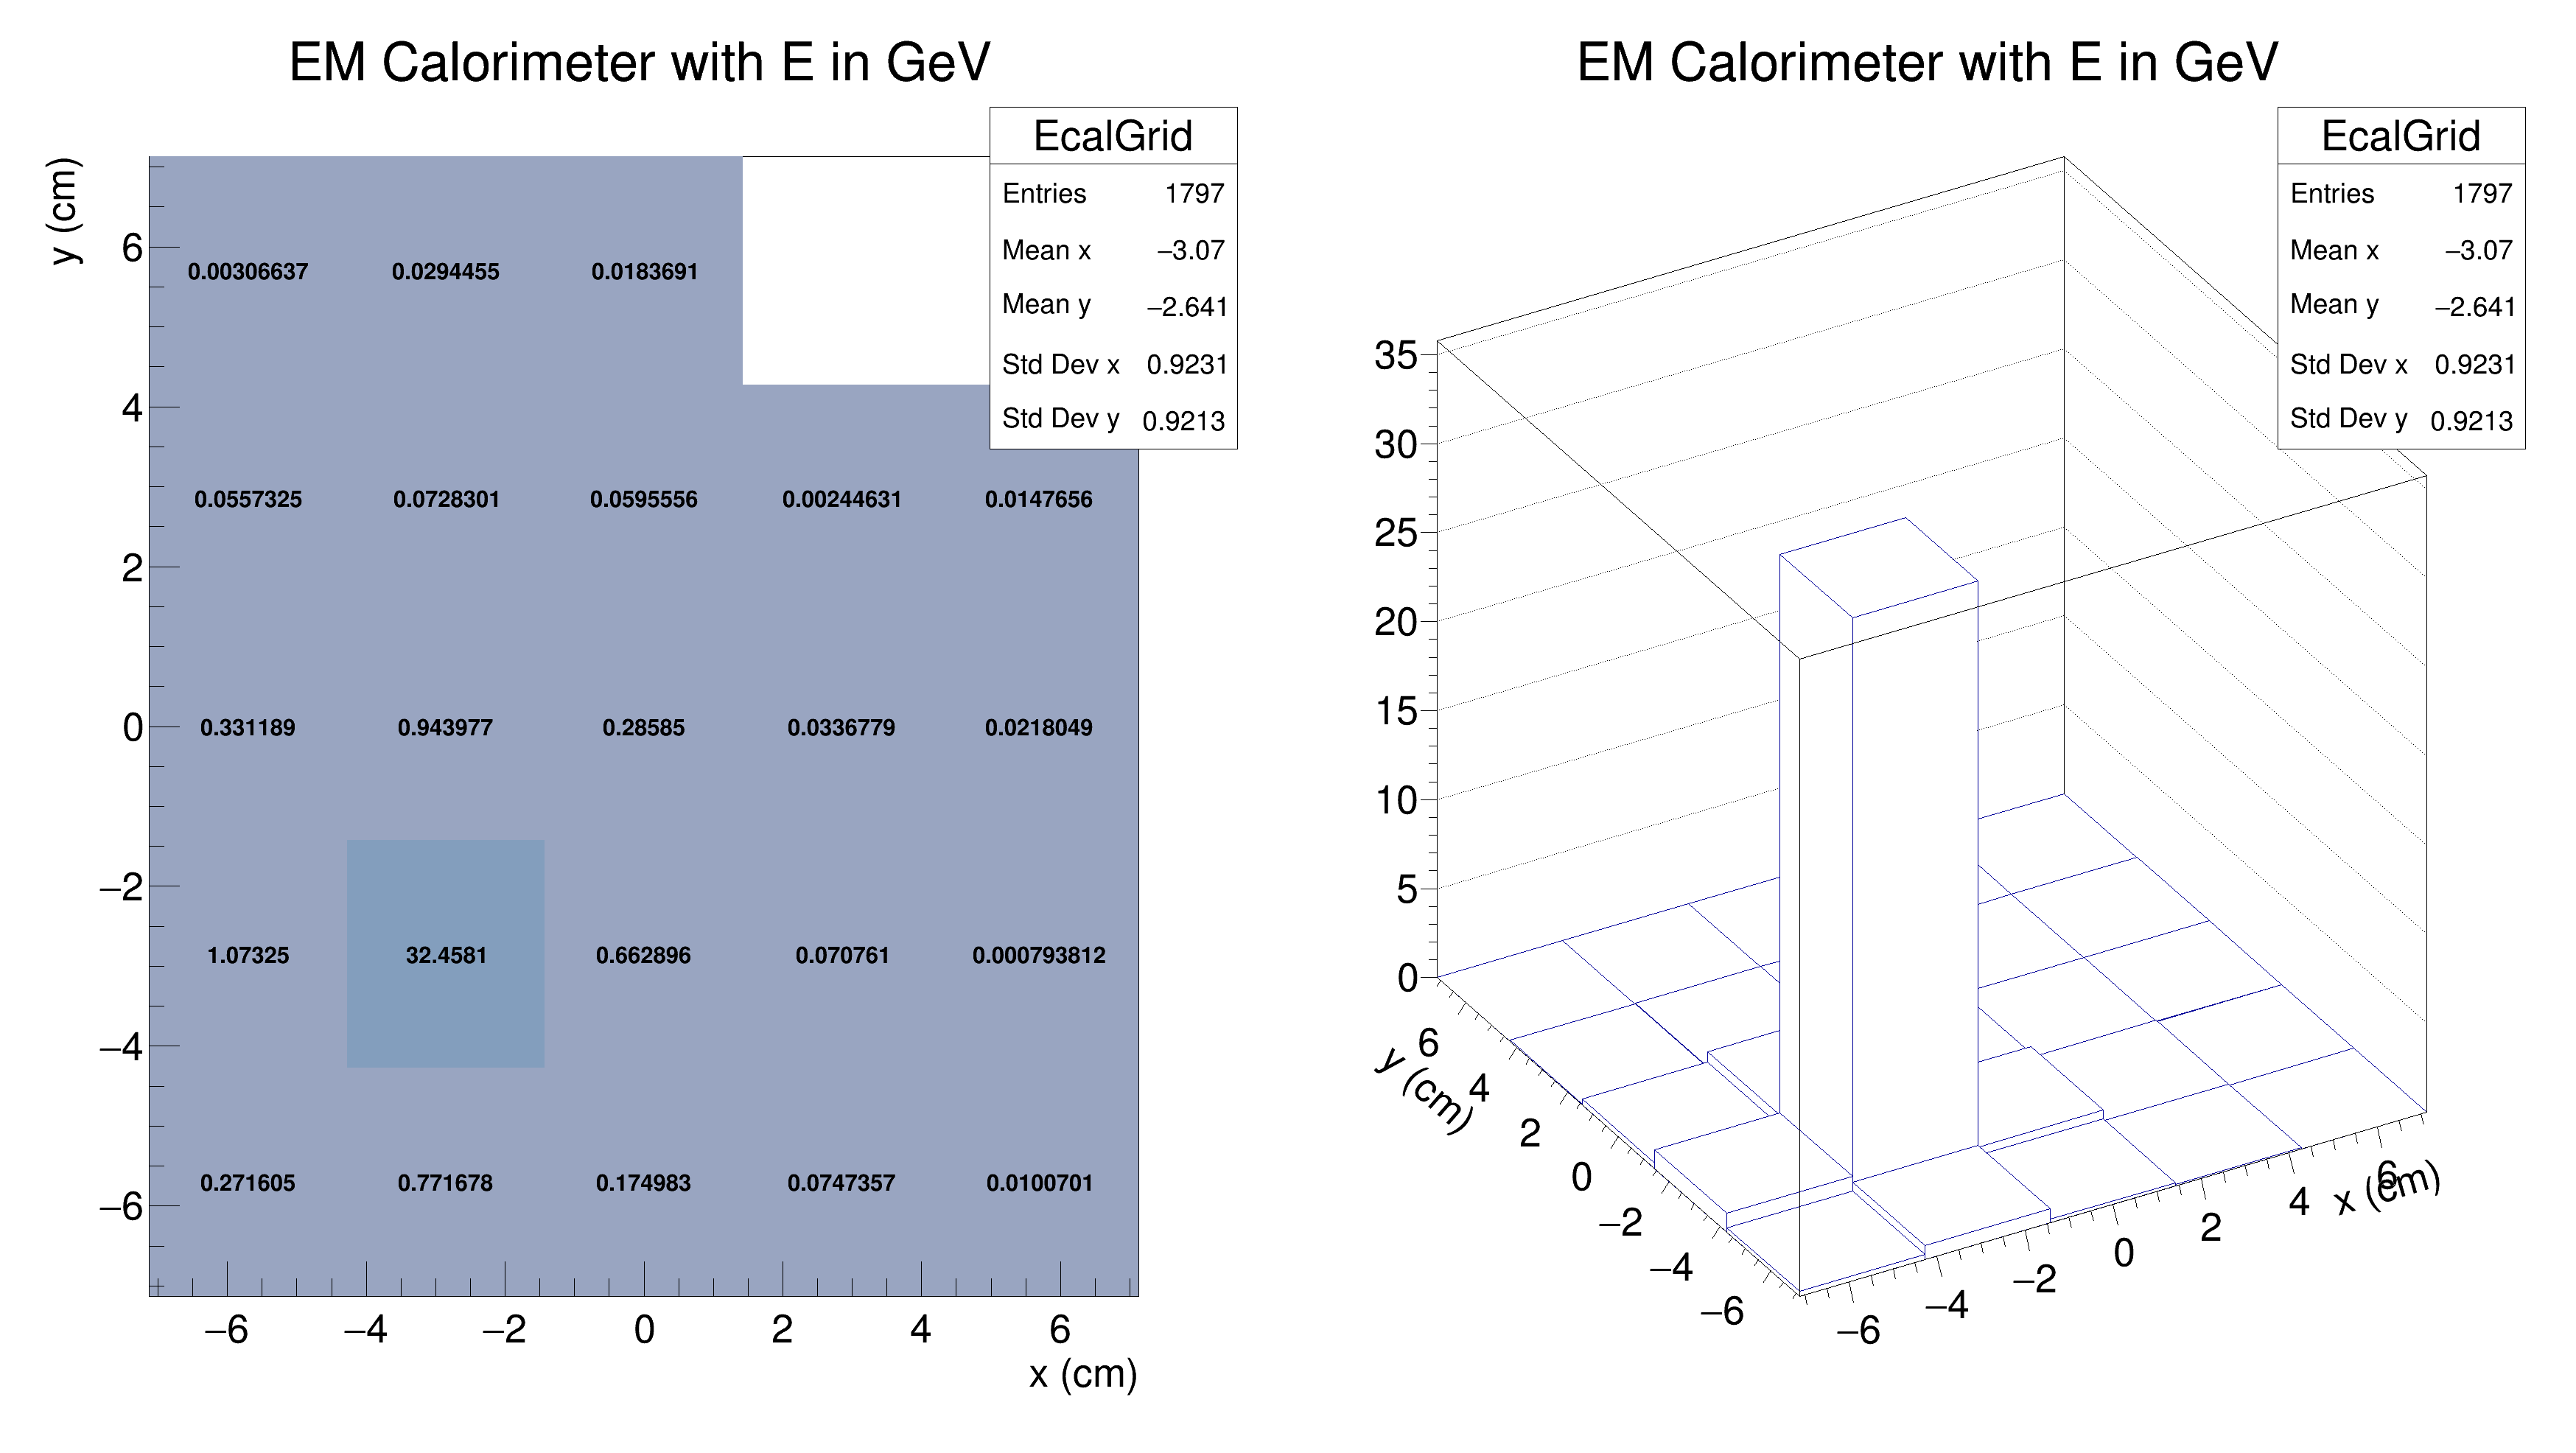 EM Calorimeter with E in GeV
EcalGrid
Entries 1797
Mean x −3.07
Mean y −2.641
Std Dev x 0.9231
Std Dev y 0.9213
y (cm)
6
4
2
0
−2
−4
−6
0.00306637 0.0294455 0.0183691
0.0557325 0.0728301 0.0595556 0.00244631 0.0147656
0.331189 0.943977 0.28585 0.0336779 0.0218049
1.07325 32.4581 0.662896 0.070761 0.000793812
0.271605 0.771678 0.174983 0.0747357 0.0100701
−6 −4 −2 0 2 4 6
x (cm)
EM Calorimeter with E in GeV
EcalGrid
Entries 1797
Mean x −3.07
Mean y −2.641
Std Dev x 0.9231
Std Dev y 0.9213
35
30
25
20
15
10
5
0
y (cm)
6
4
2
0
−2
−4
−6
−6 −4 −2 0 2 4 6
x (cm)